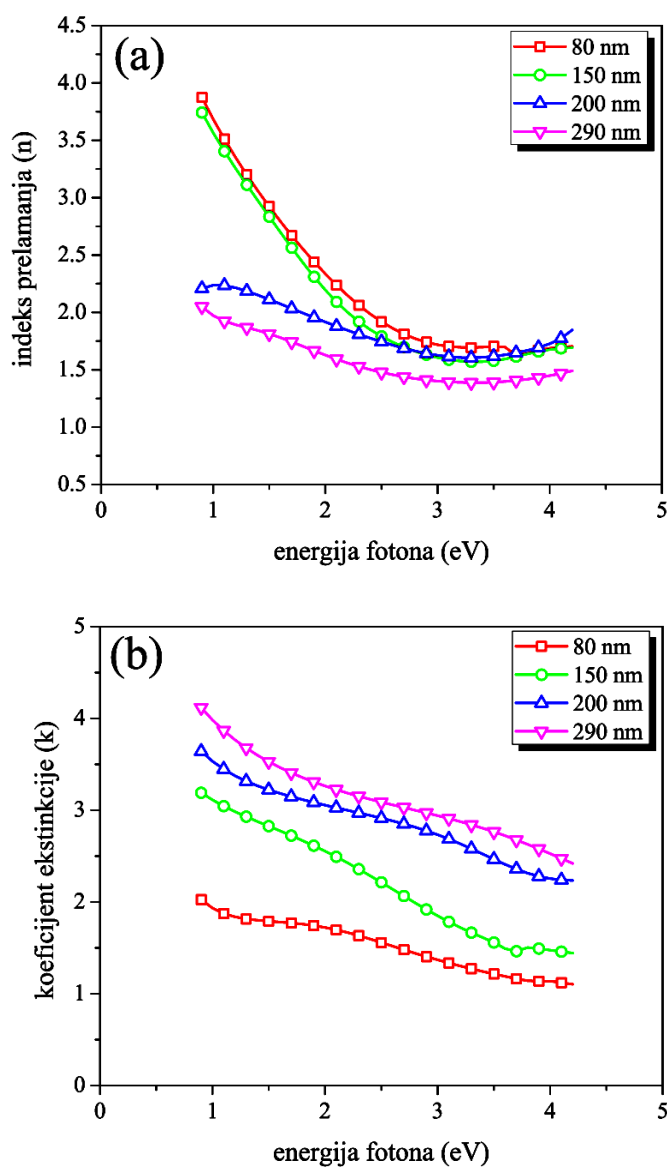 (a)
80 nm
150 nm
200 nm
290 nm
indeks prelamanja (n)
4.5
4.0
3.5
3.0
2.5
2.0
1.5
1.0
0.5
0
1
2
3
4
5
energija fotona (eV)
(b)
80 nm
150 nm
200 nm
290 nm
koeficijent ekstinkcije (k)
5
4
3
2
1
0
0
1
2
3
4
5
energija fotona (eV)